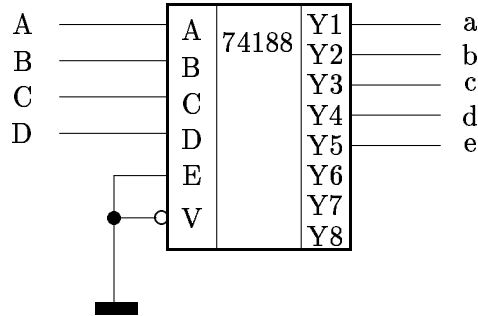 A A 74188 Y1 a
B B Y2 b
C C Y3 c
D D Y4 d
E Y5 e
V Y6
Y7
Y8